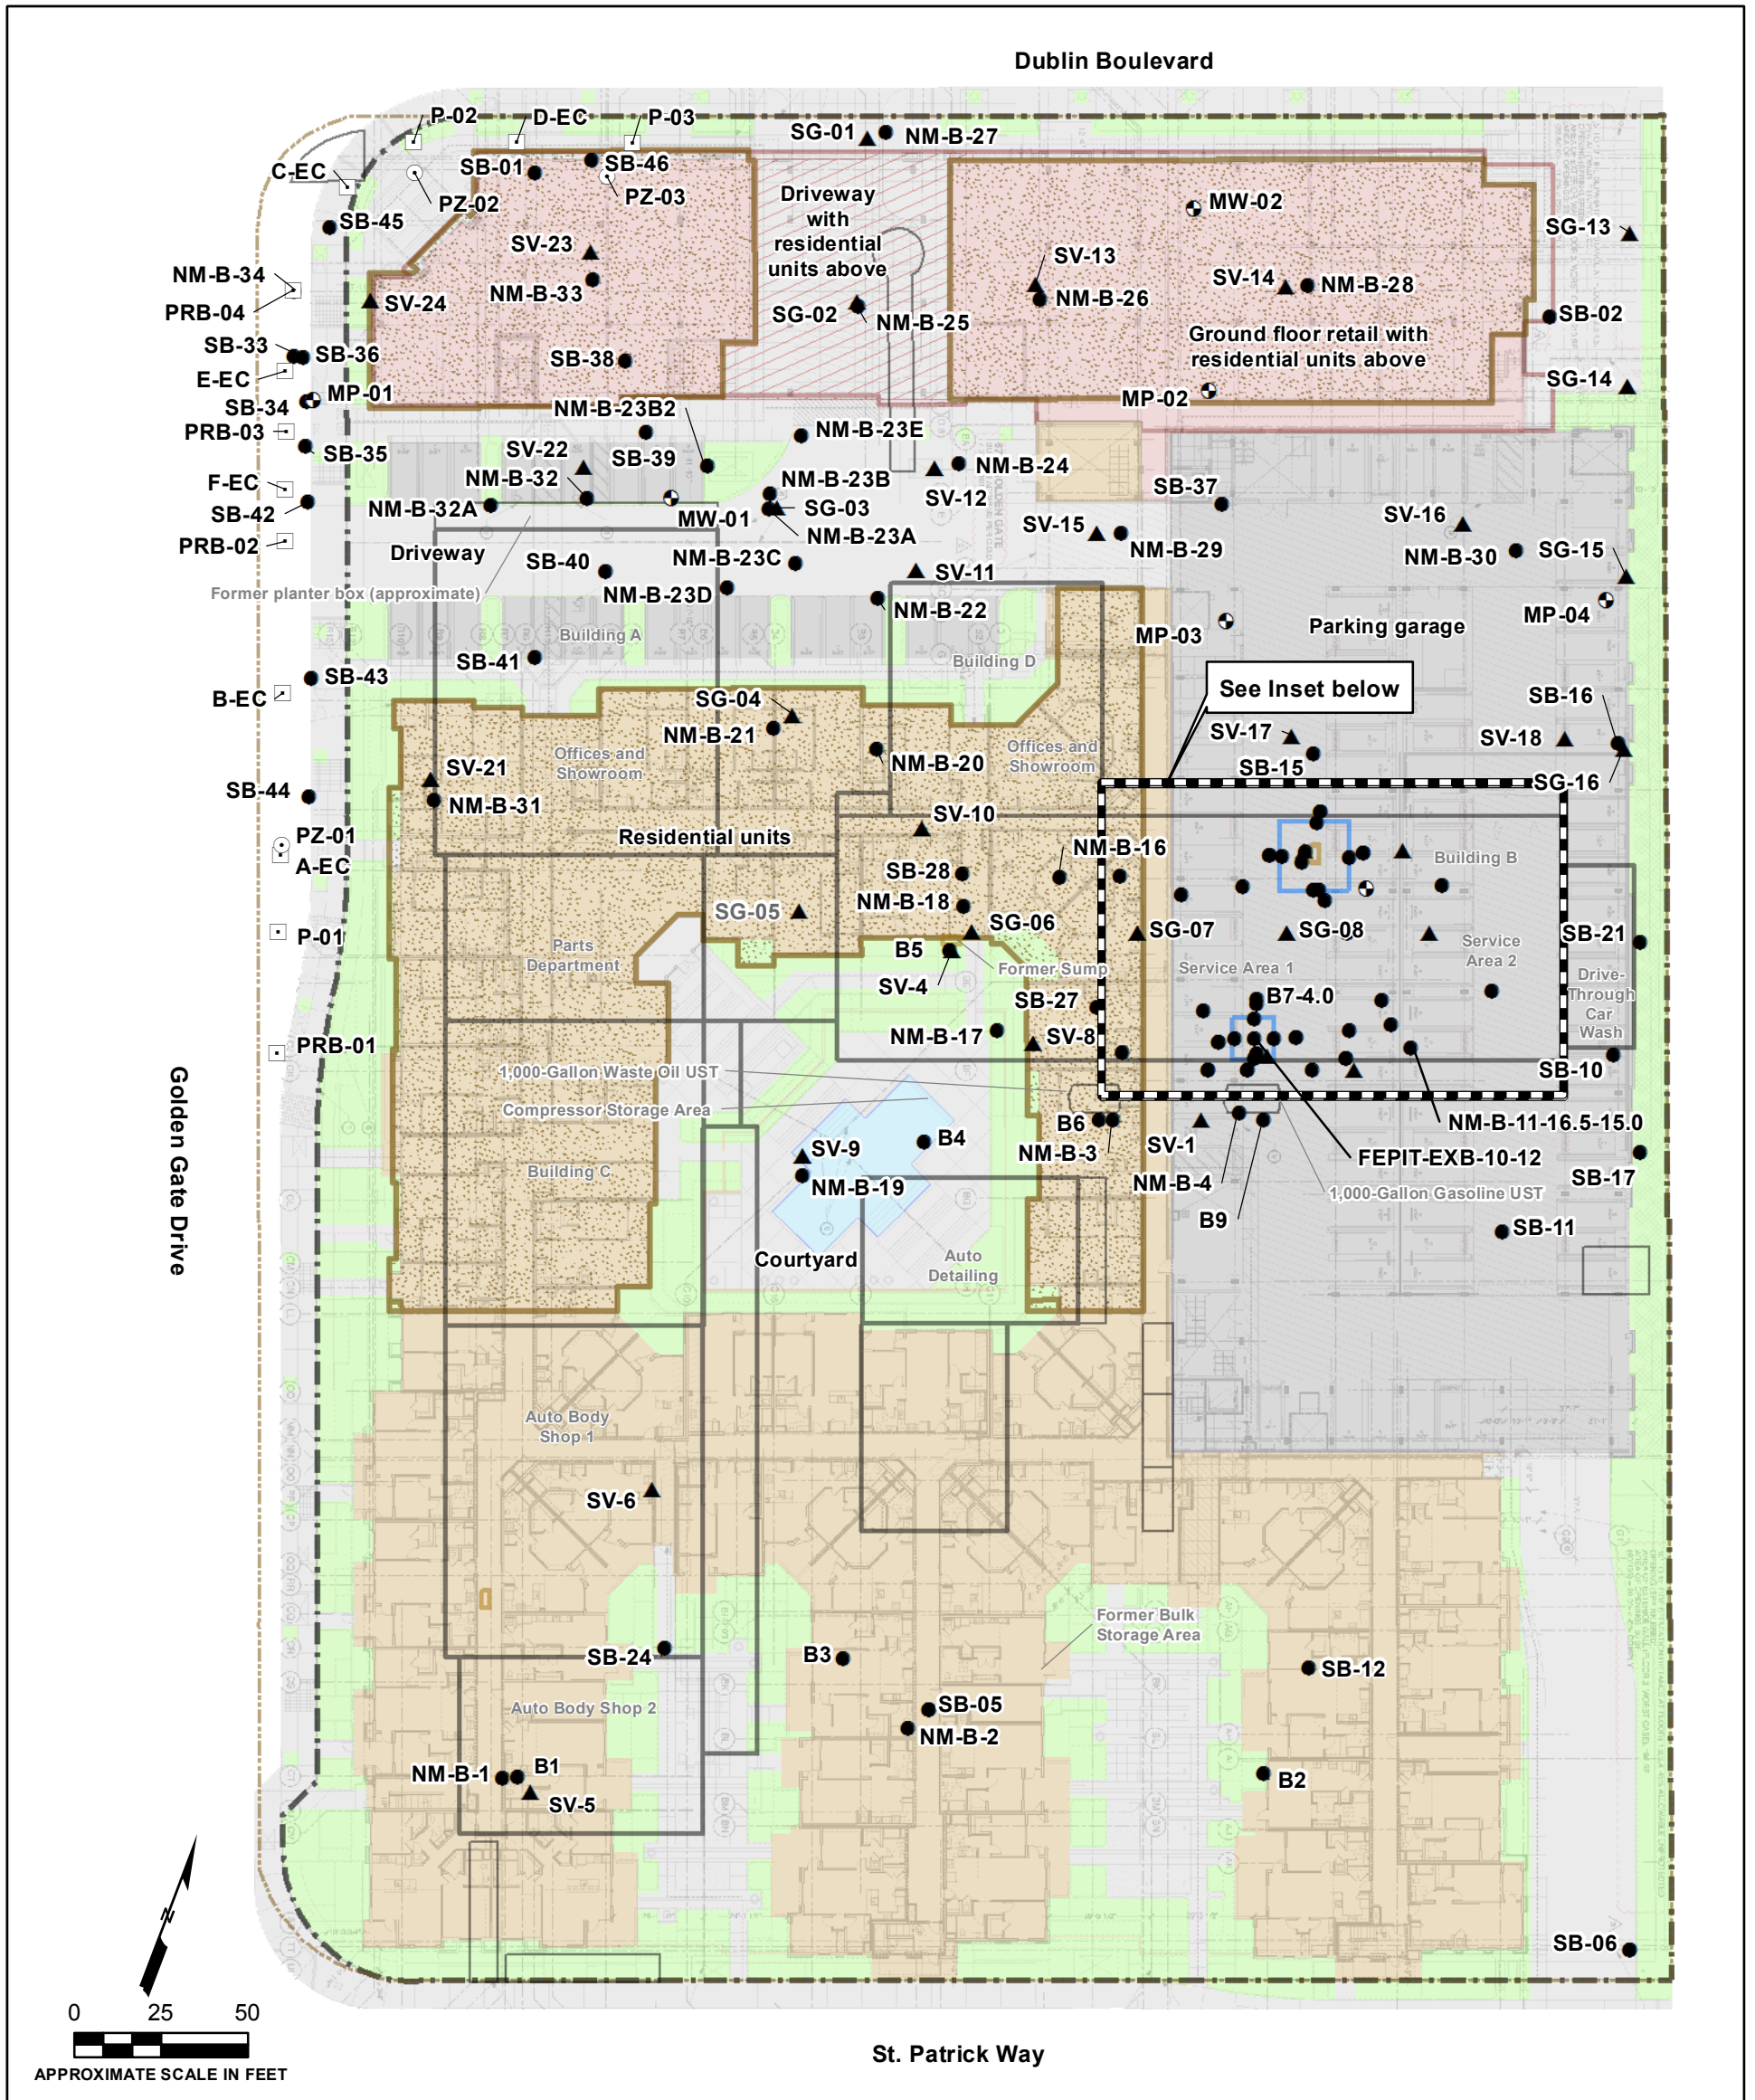 Dublin Boulevard
P-02
D-EC
P-03
SG-01
NM-B-27
C-EC
SB-01
SB-46
PZ-02
PZ-03
Driveway
with
residential
units above
MW-02
SB-45
SG-13
SV-23
NM-B-34
NM-B-33
SV-13
SV-14
NM-B-28
PRB-04
SV-24
SG-02
NM-B-25
NM-B-26
SB-02
SB-33
SB-36
SB-38
Ground floor retail with
residential units above
E-EC
MP-01
SG-14
SB-34
NM-B-23B2
MP-02
PRB-03
NM-B-23E
SB-35
SV-22
SB-39
NM-B-24
F-EC
NM-B-32
NM-B-23B
SV-12
SB-37
SB-42
NM-B-32A
MW-01
SG-03
SV-16
PRB-02
NM-B-23A
SV-15
NM-B-29
NM-B-30
SG-15
Driveway
SB-40
NM-B-23C
SV-11
Former planter box (approximate)
NM-B-23D
NM-B-22
MP-04
Building A
MP-03
Parking garage
SB-41
Building D
SB-43
See Inset below
B-EC
SG-04
SB-16
NM-B-21
SV-17
SV-18
Offices and
Showroom
NM-B-20
Offices and
Showroom
SB-15
SV-21
SG-16
SB-44
NM-B-31
SV-10
PZ-01
Residential units
NM-B-16
A-EC
Building B
SB-28
NM-B-18
SG-05
P-01
SG-06
SG-07
SG-08
SB-21
Parts
Department
B5
Service
Area 2
Former Sump
Service Area 1
SV-4
Drive-
Through
Car
Wash
SB-27
B7-4.0
NM-B-17
SV-8
PRB-01
1,000-Gallon Waste Oil UST
SB-10
Golden Gate Drive
Compressor Storage Area
B6
B4
NM-B-3
SV-1
NM-B-11-16.5-15.0
SV-9
FEPIT-EXB-10-12
Building C
NM-B-19
NM-B-4
1,000-Gallon Gasoline UST
SB-17
B9
SB-11
Courtyard
Auto
Detailing
Auto Body
Shop 1
SV-6
Former Bulk
Storage Area
SB-24
B3
SB-12
Auto Body Shop 2
SB-05
NM-B-2
NM-B-1
B1
B2
SV-5
SB-06
N
0 25 50
APPROXIMATE SCALE IN FEET
St. Patrick Way